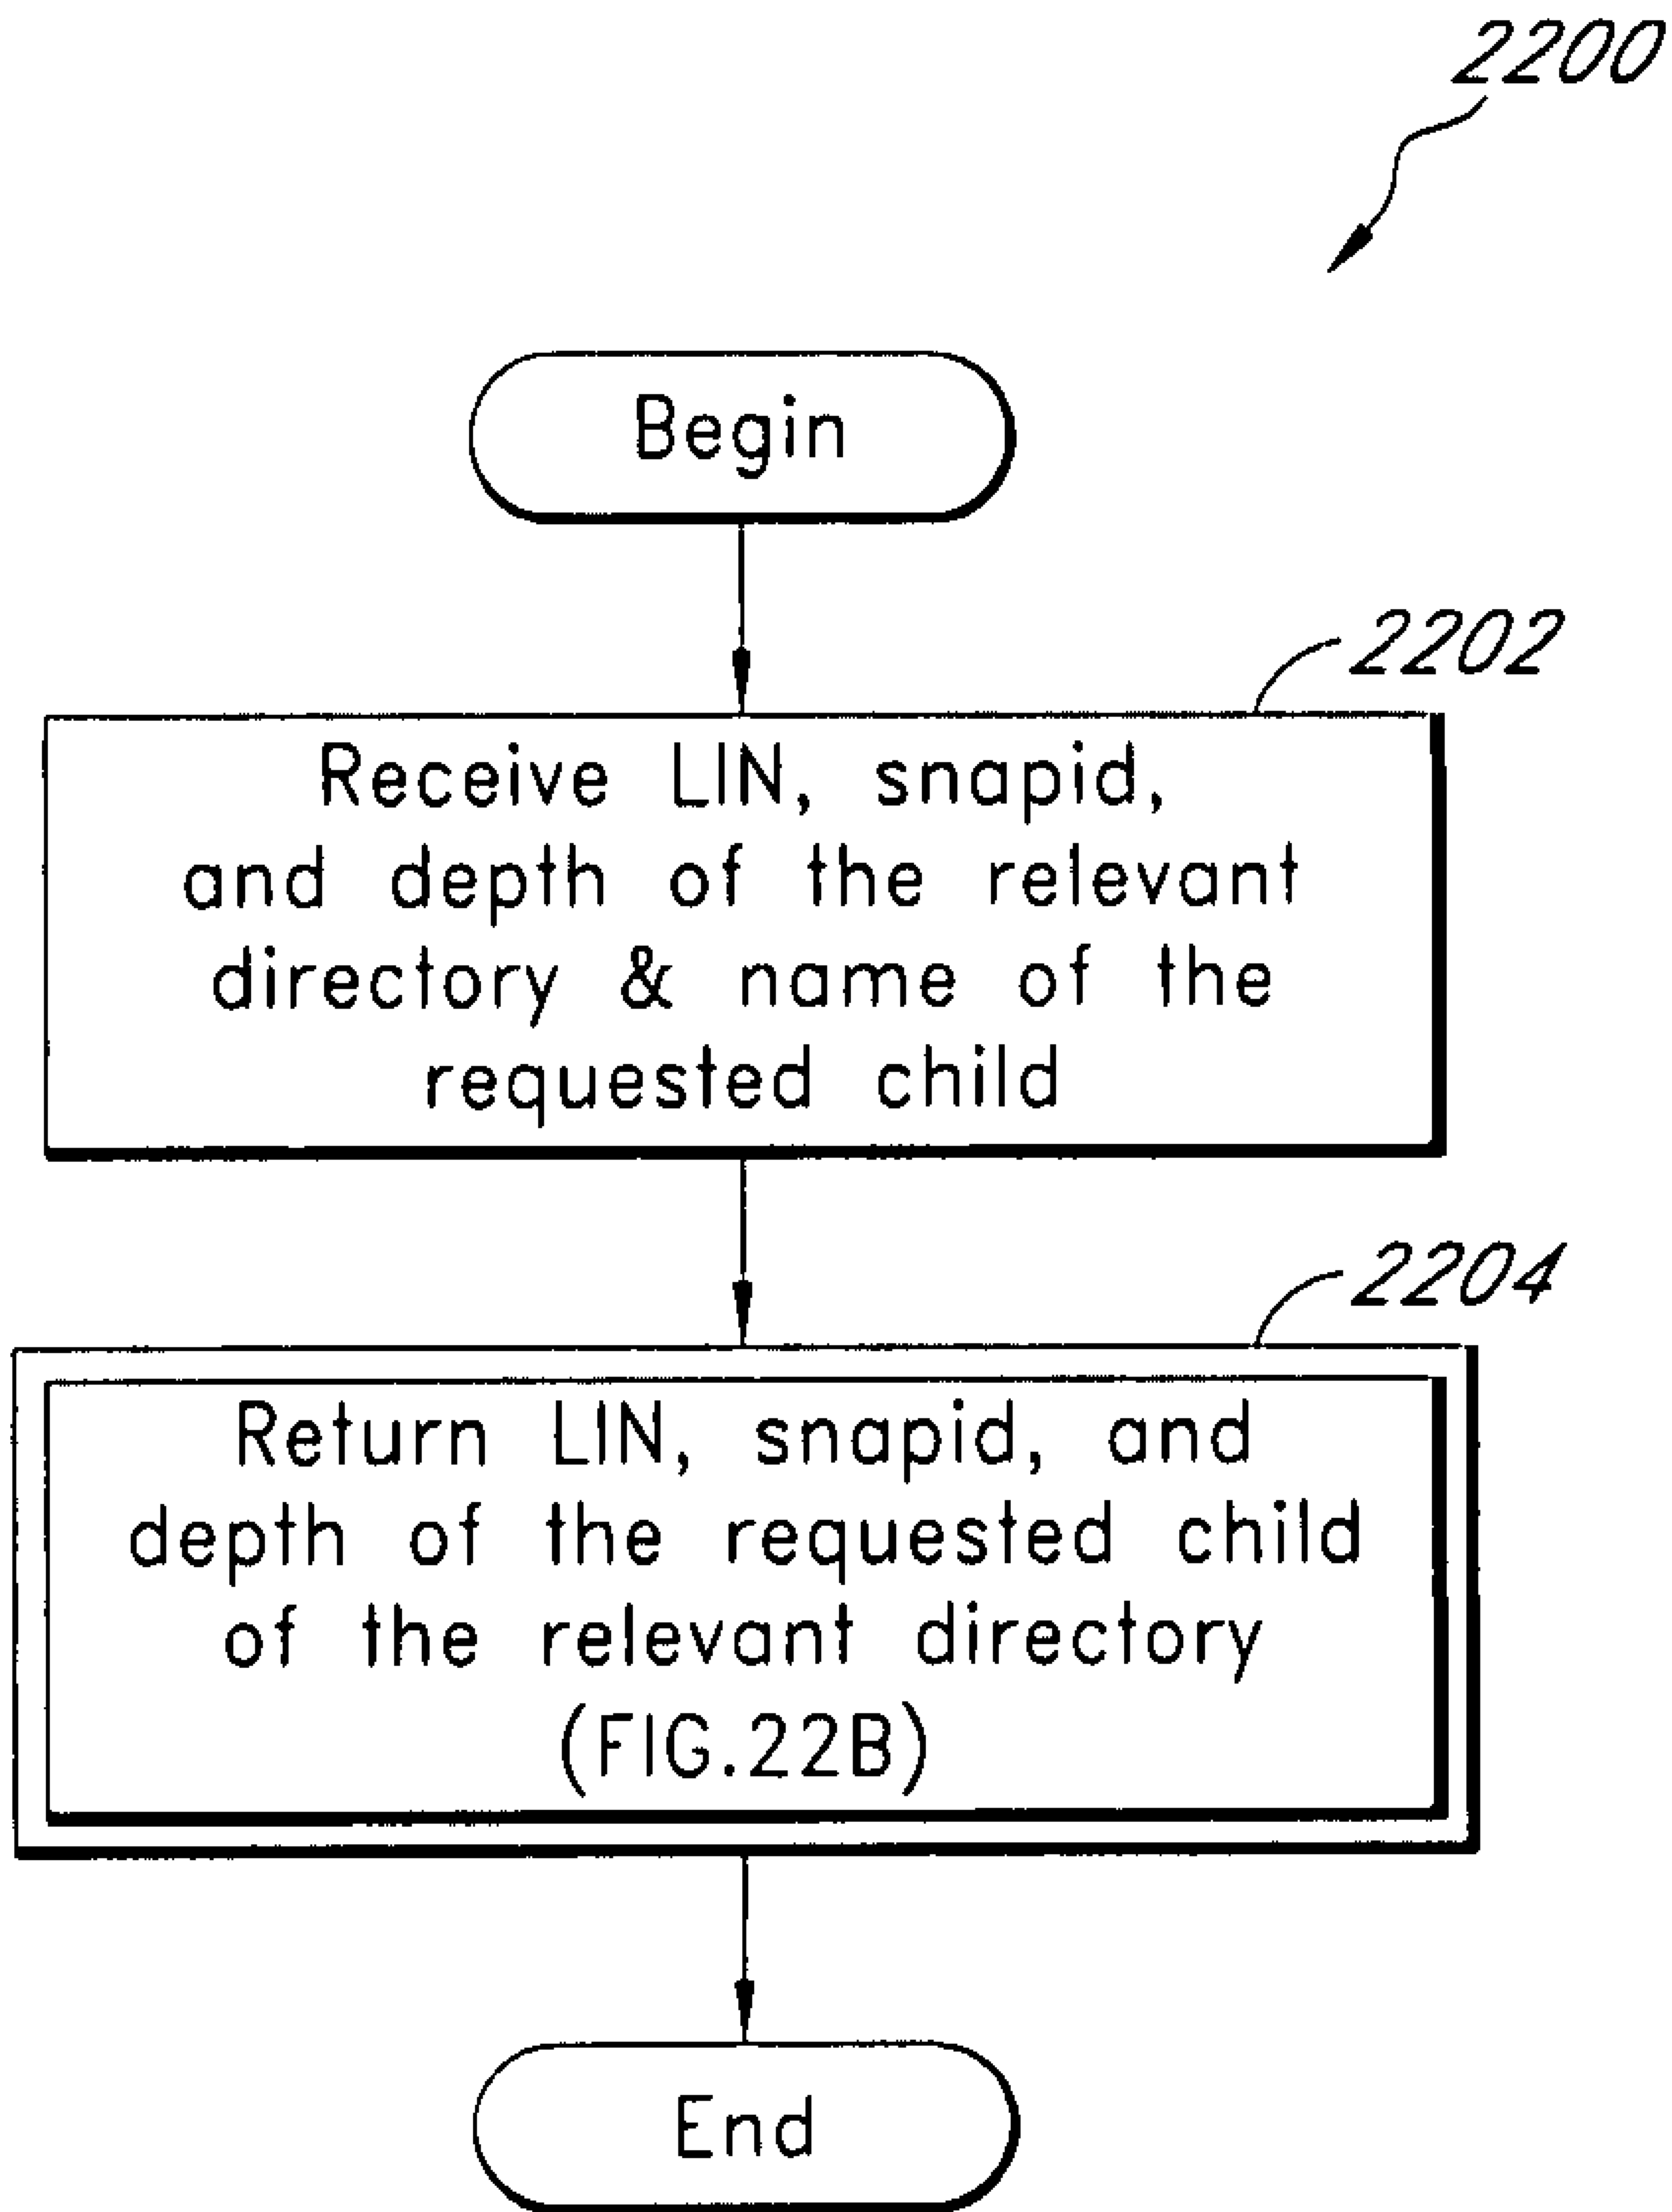 2200
Begin
2202
Receive LIN, snapid,
and depth of the relevant
directory & name of the
requested child
2204
Return LIN, snapid, and
depth of the requested child
of the relevant directory
(FIG.22B)
End